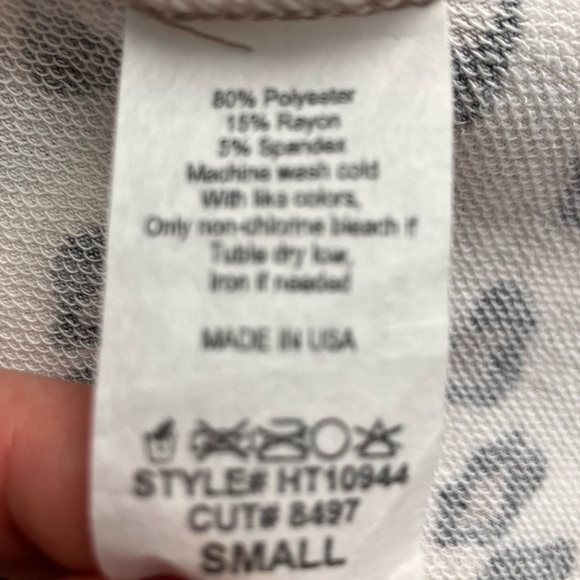 80% Polyester
15% Rayon
5% Spandex
Machine wash cold
With like colors,
Only non-chlorine bleach if
Tuble dry low,
Iron if needed
MADE IN USA
STYLE# HT10944
CUT# 8497
SMALL